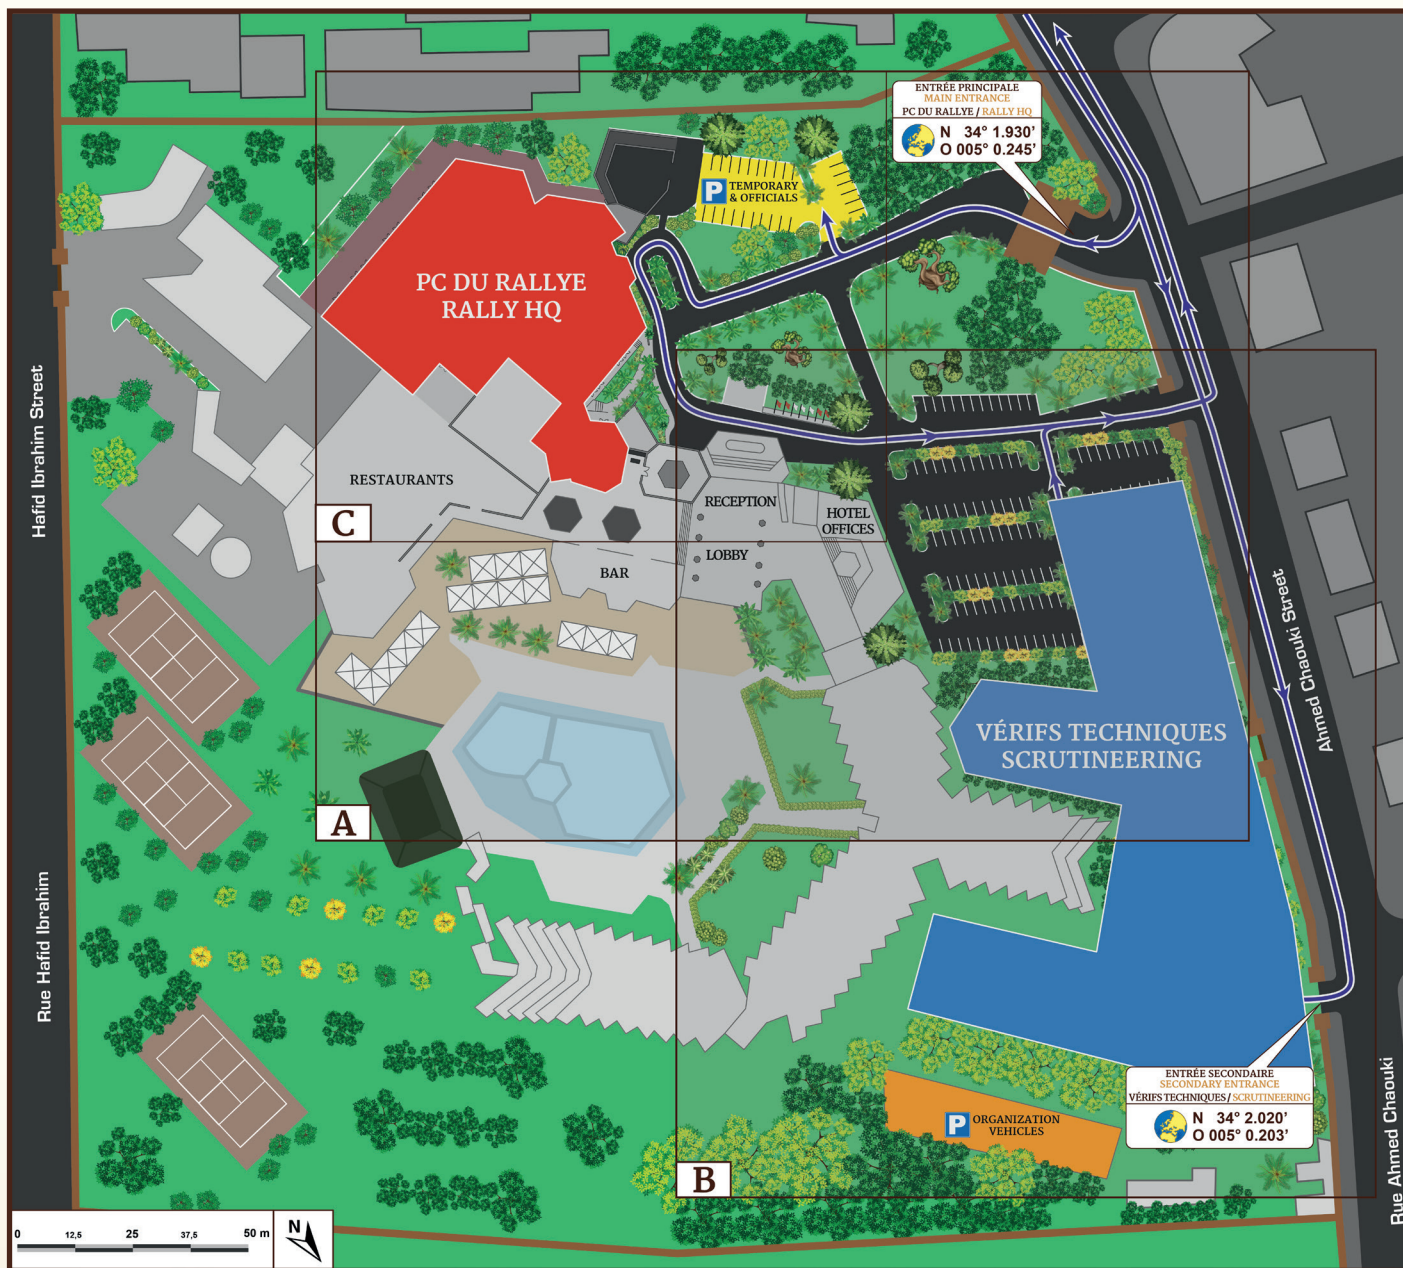 ENTRÉE PRINCIPALE
MAIN ENTRANCE
PC DU RALLYE / RALLY HQ
N 34° 1.930’
O 005° 0.245’
P TEMPORARY
& OFFICIALS
PC DU RALLYE
RALLY HQ
Hafid Ibrahim Street
RESTAURANTS
C
RECEPTION
HOTEL
OFFICES
LOBBY
BAR
Ahmed Chaouki Street
VÉRIFS TECHNIQUES
SCRUTINEERING
A
Rue Hafid Ibrahim
ENTRÉE SECONDAIRE
SECONDARY ENTRANCE
VÉRIFS TECHNIQUES / SCRUTINEERING
N 34° 2.020’
O 005° 0.203’
P ORGANIZATION
VEHICLES
B
Rue Ahmed Chaouki
0 12,5 25 37,5 50 m
N